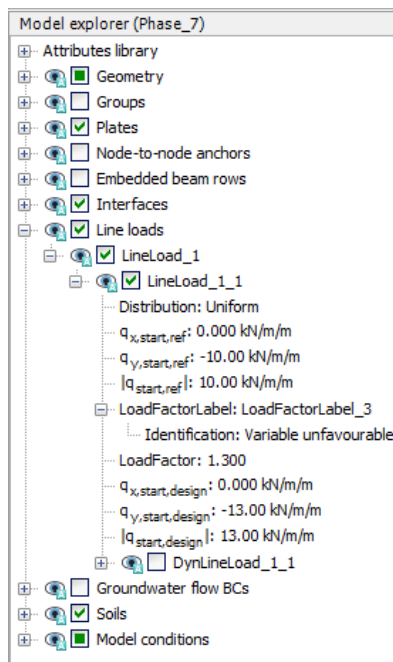 Model explorer (Phase_7)
Attributes library
Geometry
Groups
Plates
Node-to-node anchors
Embedded beam rows
Interfaces
Line loads
LineLoad_1
LineLoad_1_1
Distribution: Uniform
qx,start,ref: 0.000 kN/m/m
qy,start,ref: -10.00 kN/m/m
|qstart,ref|: 10.00 kN/m/m
LoadFactorLabel: LoadFactorLabel_3
Identification: Variable unfavourable
LoadFactor: 1.300
qx,start,design: 0.000 kN/m/m
qy,start,design: -13.00 kN/m/m
|qstart,design|: 13.00 kN/m/m
DynLineLoad_1_1
Groundwater flow BCs
Soils
Model conditions